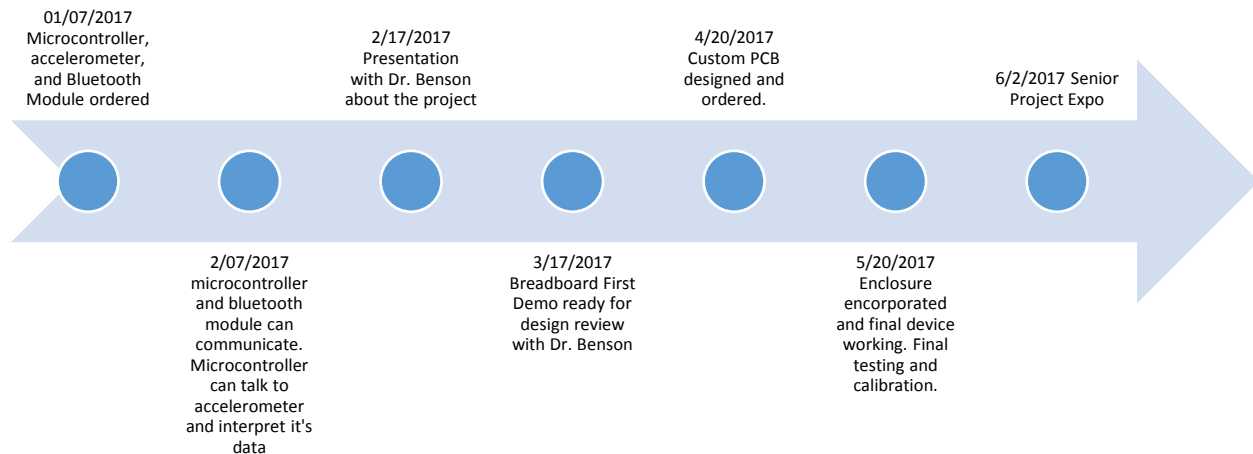 01/07/2017
Microcontroller,
accelerometer,
and Bluetooth
Module ordered
2/07/2017
microcontroller
and bluetooth
module can
communicate.
Microcontroller
can talk to
accelerometer
and interpret it's
data
2/17/2017
Presentation
with Dr. Benson
about the project
3/17/2017
Breadboard First
Demo ready for
design review
with Dr. Benson
4/20/2017
Custom PCB
designed and
ordered.
5/20/2017
Enclosure
encorporated
and final device
working. Final
testing and
calibration.
6/2/2017 Senior
Project Expo